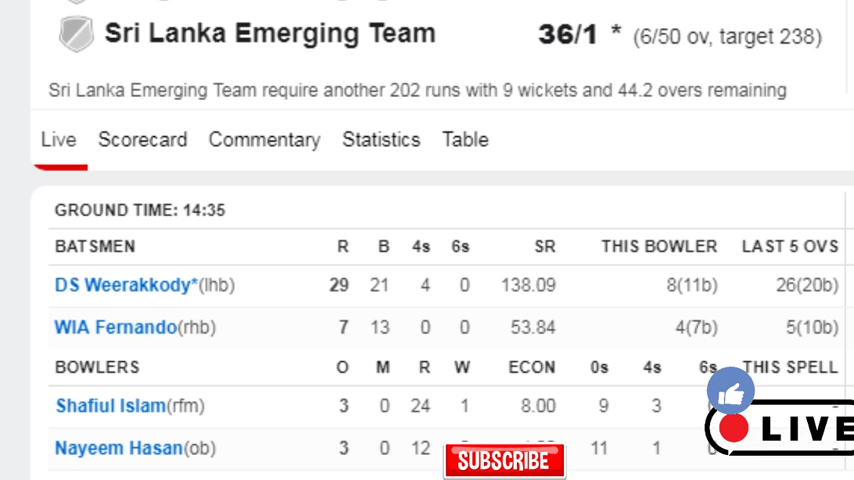 Sri Lanka Emerging Team 36/1 * (6/50 ov, target 238)
Sri Lanka Emerging Team require another 202 runs with 9 wickets and 44.2 overs remaining
Live Scorecard Commentary Statistics Table
GROUND TIME: 14:35
BATSMEN R B 4s 6s SR THIS BOWLER LAST 5 OVS
DS Weerakkody*(lhb) 29 21 4 0 138.09 8(11b) 26(20b)
WIA Fernando(rhb) 7 13 0 0 53.84 4(7b) 5(10b)
BOWLERS O M R W ECON 0s 4s 6s THIS SPELL
Shafiul Islam(rfm) 3 0 24 1 8.00 9 3 -
Nayeem Hasan(ob) 3 0 12 11 1 -
LIVE
SUBSCRIBE